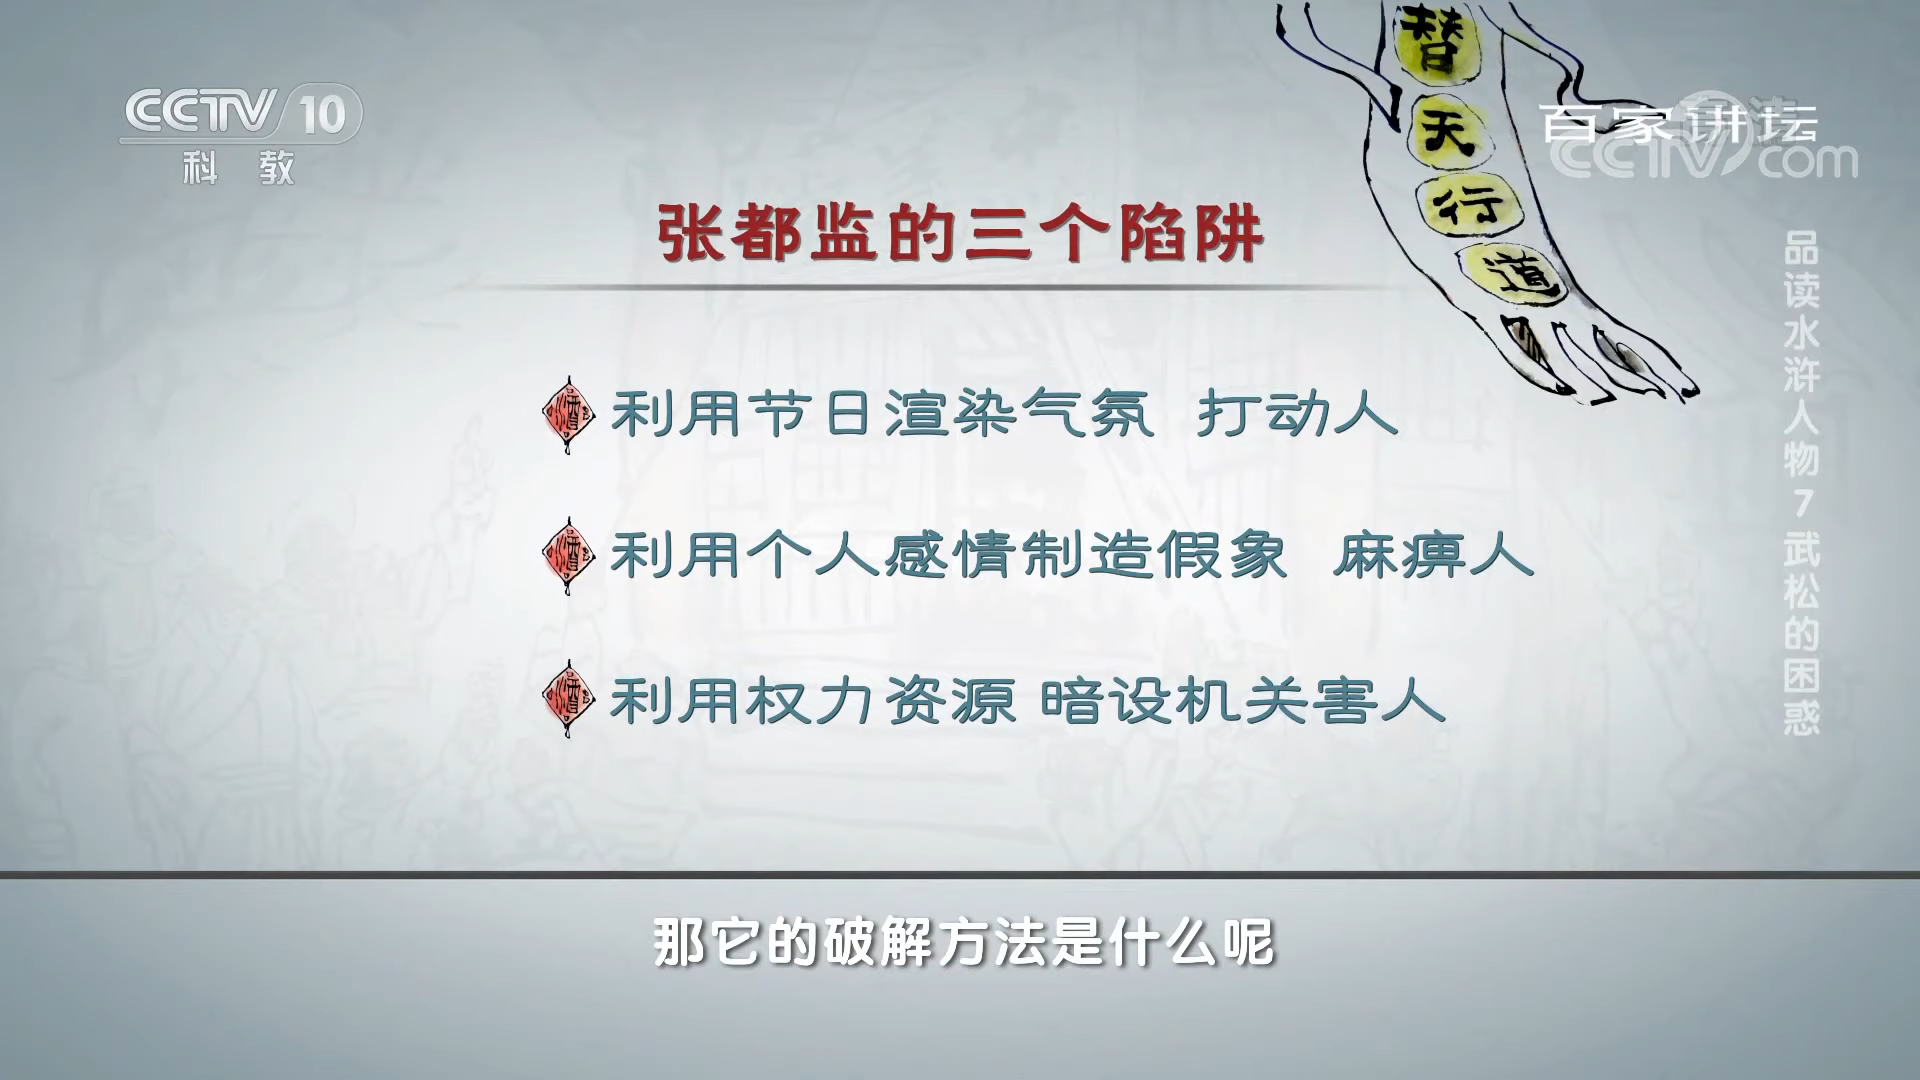 CCTV 10
科教
替天行道
百家讲坛
CCTV.com
张都监的三个陷阱
利用节日渲染气氛 打动人
利用个人感情制造假象 麻痹人
利用权力资源 暗设机关害人
品读水浒人物7 武松的困惑
那它的破解方法是什么呢